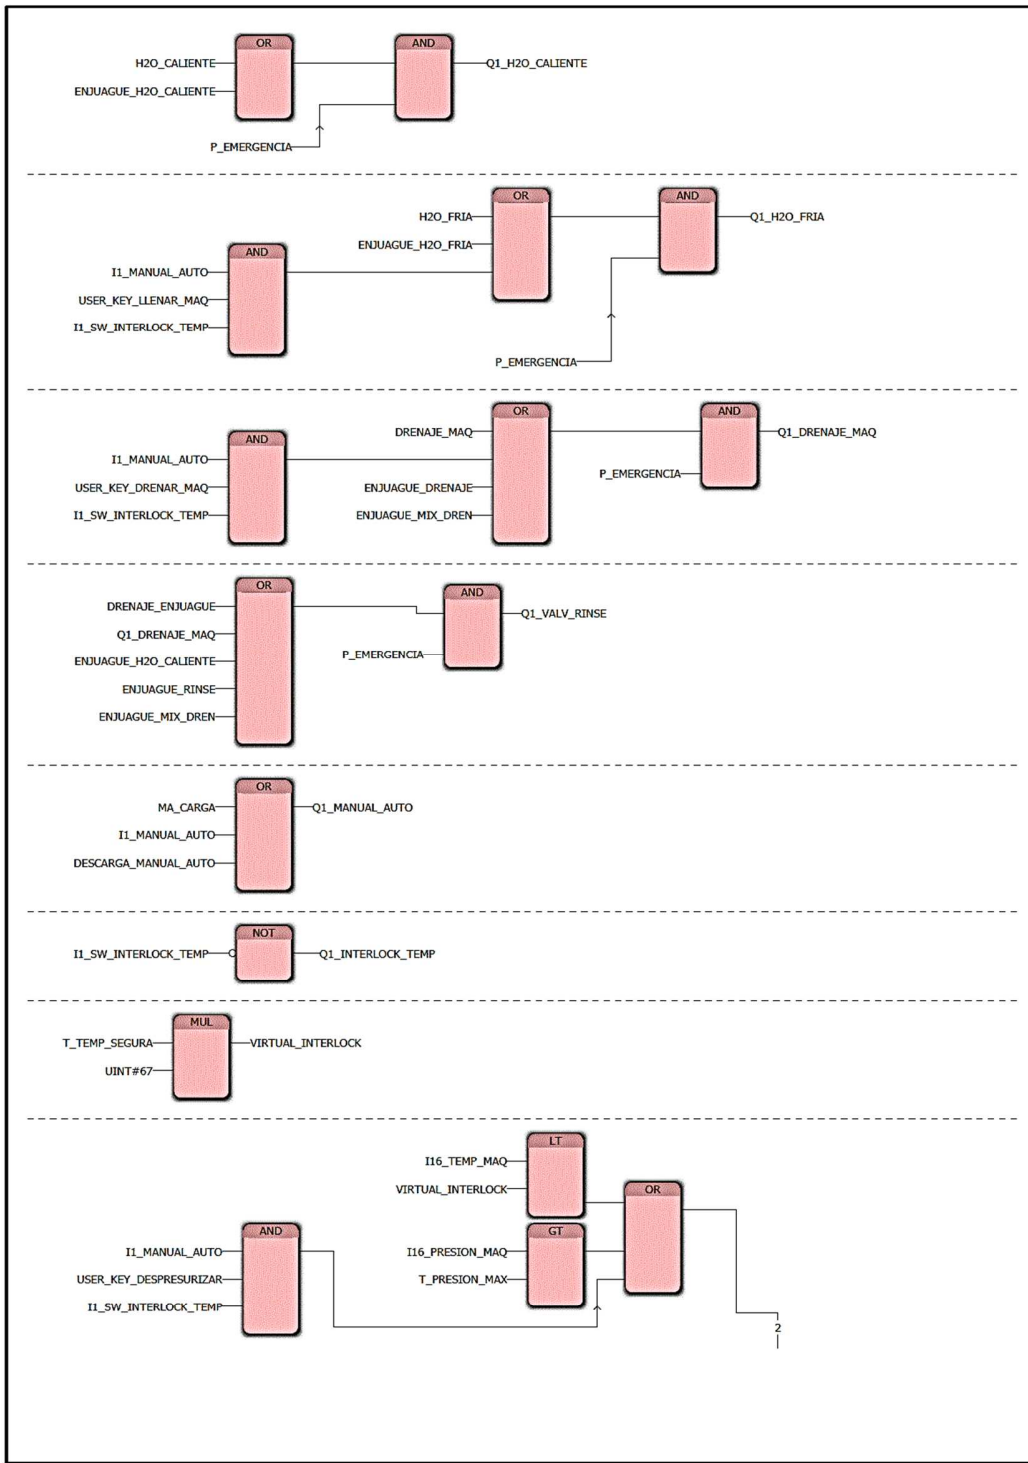 OR
AND
H2O_CALIENTE
Q1_H2O_CALIENTE
ENJUAGUE_H2O_CALIENTE
P_EMERGENCIA
OR
AND
H2O_FRIA
Q1_H2O_FRIA
ENJUAGUE_H2O_FRIA
AND
I1_MANUAL_AUTO
USER_KEY_LLENAR_MAQ
I1_SW_INTERLOCK_TEMP
P_EMERGENCIA
OR
AND
DRENAJE_MAQ
Q1_DRENAJE_MAQ
AND
I1_MANUAL_AUTO
P_EMERGENCIA
USER_KEY_DRENAR_MAQ
ENJUAGUE_DRENAJE
I1_SW_INTERLOCK_TEMP
ENJUAGUE_MIX_DREN
OR
AND
DRENAJE_ENJUAGUE
Q1_VALV_RINSE
Q1_DRENAJE_MAQ
P_EMERGENCIA
ENJUAGUE_H2O_CALIENTE
ENJUAGUE_RINSE
ENJUAGUE_MIX_DREN
OR
MA_CARGA
Q1_MANUAL_AUTO
I1_MANUAL_AUTO
DESCARGA_MANUAL_AUTO
NOT
I1_SW_INTERLOCK_TEMP
Q1_INTERLOCK_TEMP
MUL
T_TEMP_SEGURA
VIRTUAL_INTERLOCK
UINT#67
LT
I16_TEMP_MAQ
VIRTUAL_INTERLOCK
OR
AND
GT
I1_MANUAL_AUTO
I16_PRESION_MAQ
USER_KEY_DESPRESURIZAR
T_PRESION_MAX
I1_SW_INTERLOCK_TEMP
2